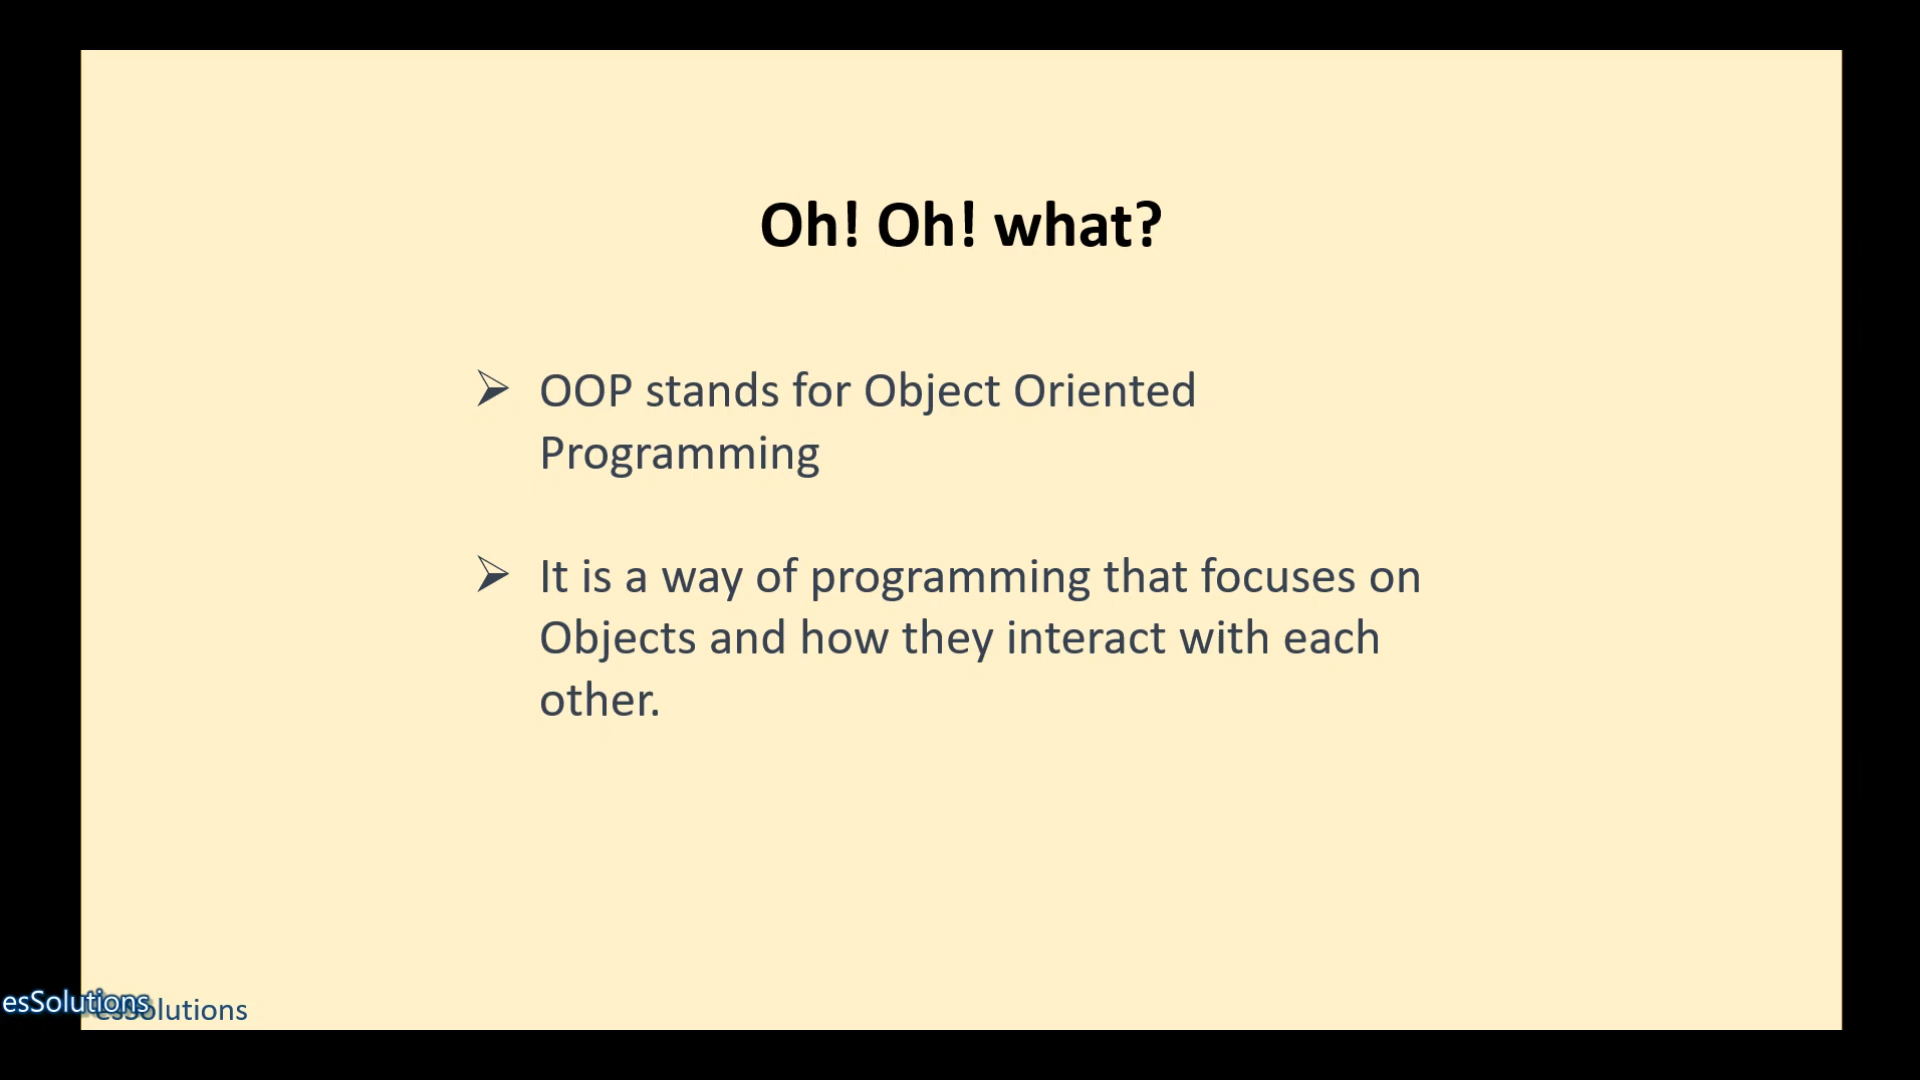 Oh! Oh! what?
➢ OOP stands for Object Oriented
Programming
➢ It is a way of programming that focuses on
Objects and how they interact with each
other.
esSolutions
esSolutions